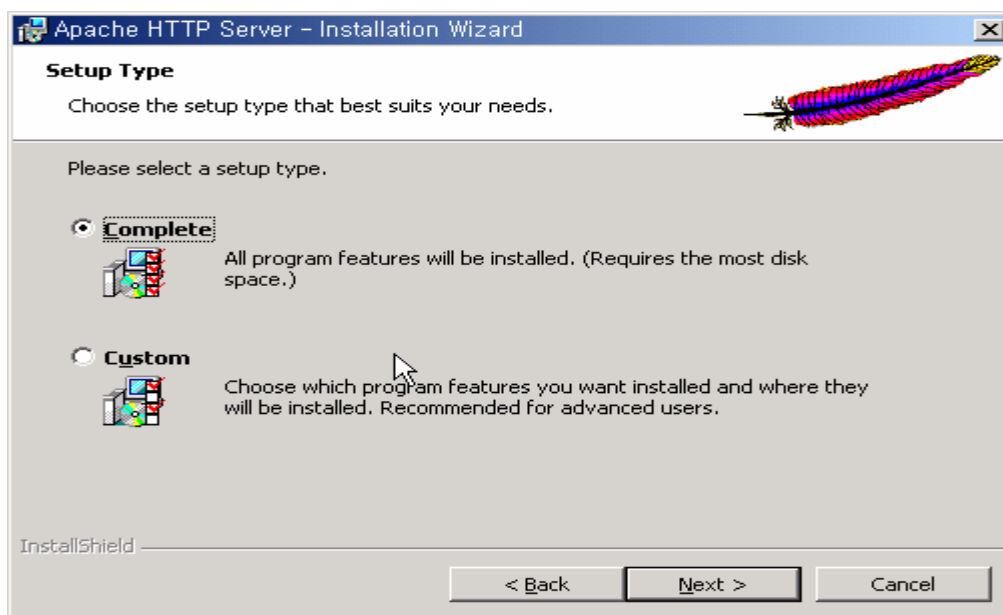 Apache HTTP Server - Installation Wizard
Setup Type
Choose the setup type that best suits your needs.
Please select a setup type.
Complete
All program features will be installed. (Requires the most disk
space.)
Custom
Choose which program features you want installed and where they
will be installed. Recommended for advanced users.
InstallShield
< Back
Next >
Cancel